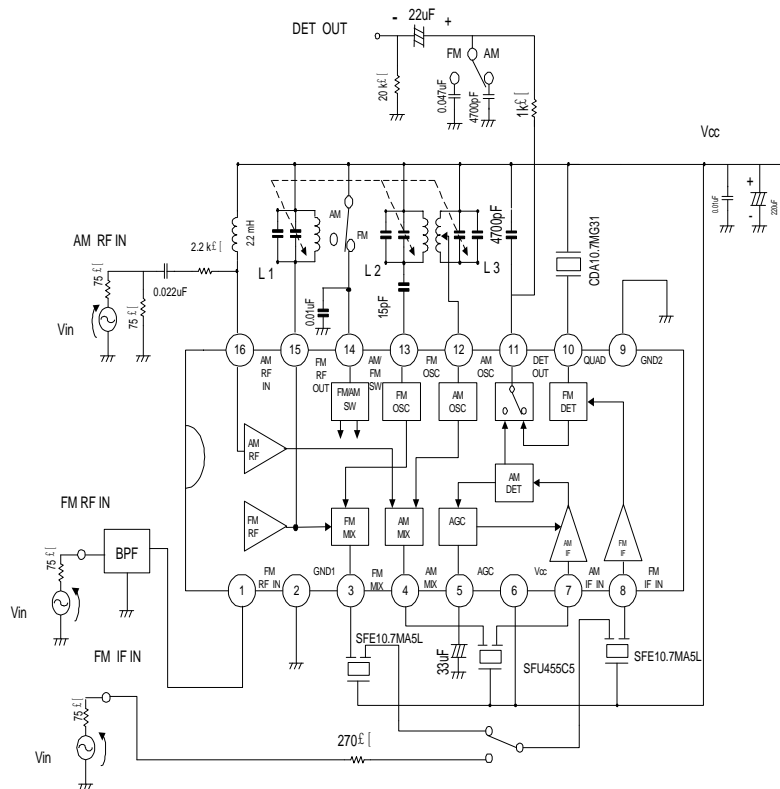 - 22uF +
DET OUT
FM AM
20 k£ [
0.047uF
4700pF
1k£ [
Vcc
0.01uF
+
-
220uF
AM RF IN
2.2 k£ [
2.2 mH
AM
FM
4700pF
CDA10.7MG31
L1
L2
L3
75 £ [
0.022uF
75 £ [
Vin
0.01uF
15pF
16 15 14 13 12 11 10 9
AM RF IN
FM RF OUT
AM/ FM SW
FM OSC
AM OSC
DET OUT
QUAD
GND2
FM/AM SW
FM OSC
AM OSC
FM DET
AM RF
AM DET
FM RF IN
FM RF
FM MIX
AM MIX
AGC
AM IF
FM IF
75 £ [
BPF
Vin
FM RF IN
GND1
FM MIX
AM MIX
AGC
Vcc
AM IF IN
FM IF IN
1 2 3 4 5 6 7 8
SFE10.7MA5L
33uF
SFU455C5
SFE10.7MA5L
FM IF IN
75 £ [
Vin
270£ [